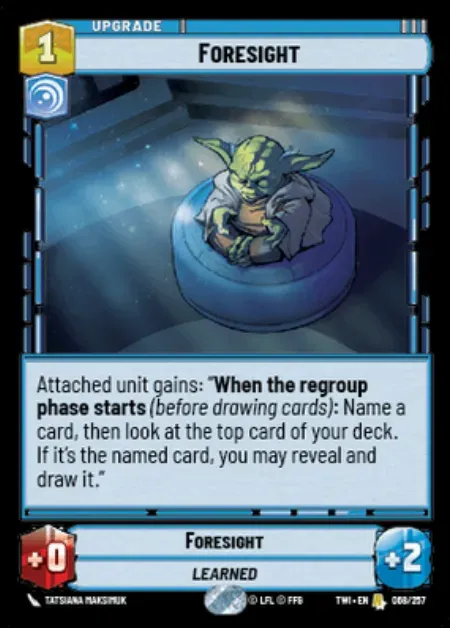 UPGRADE
1
FORESIGHT
Attached unit gains: "When the regroup
phase starts (before drawing cards): Name a
card, then look at the top card of your deck.
If it's the named card, you may reveal and
draw it."
FORESIGHT
+0
+2
LEARNED
TATSIANA MAKSIMUK
© LFL © FFG
TWI • EN
068/257